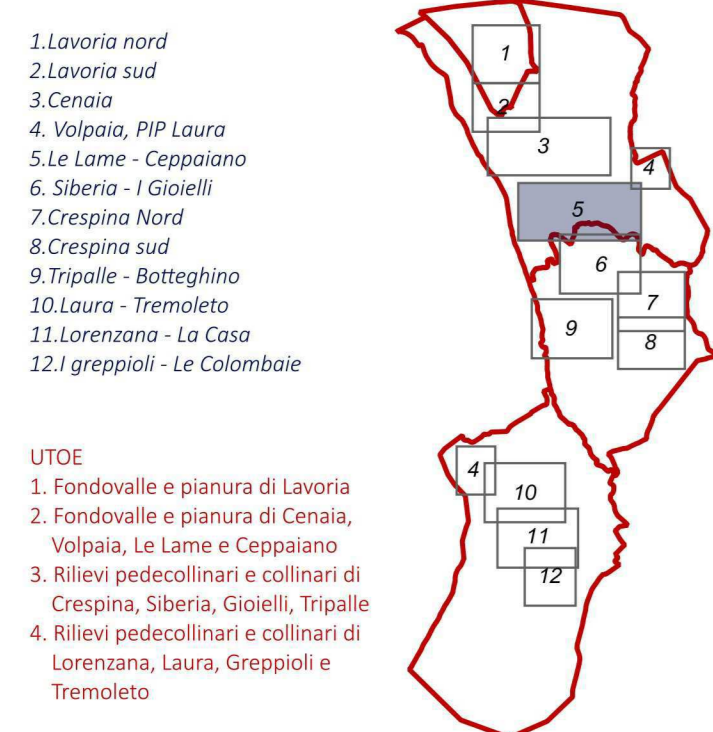 1.Lavoria nord
2.Lavoria sud
3.Cenaia
4. Volpaia, PIP Laura
5.Le Lame - Ceppaiano
6. Siberia - I Gioielli
7.Crespina Nord
8.Crespina sud
9.Tripalle - Botteghino
10.Laura - Tremoleto
11.Lorenzana - La Casa
12.I greppioli - Le Colombaie
UTOE
1. Fondovalle e pianura di Lavoria
2. Fondovalle e pianura di Cenaia,
Volpaia, Le Lame e Ceppaiano
3. Rilievi pedecollinari e collinari di
Crespina, Siberia, Gioielli, Tripalle
4. Rilievi pedecollinari e collinari di
Lorenzana, Laura, Greppioli e
Tremoleto
1
2
3
4
5
6
7
9
8
4
10
11
12